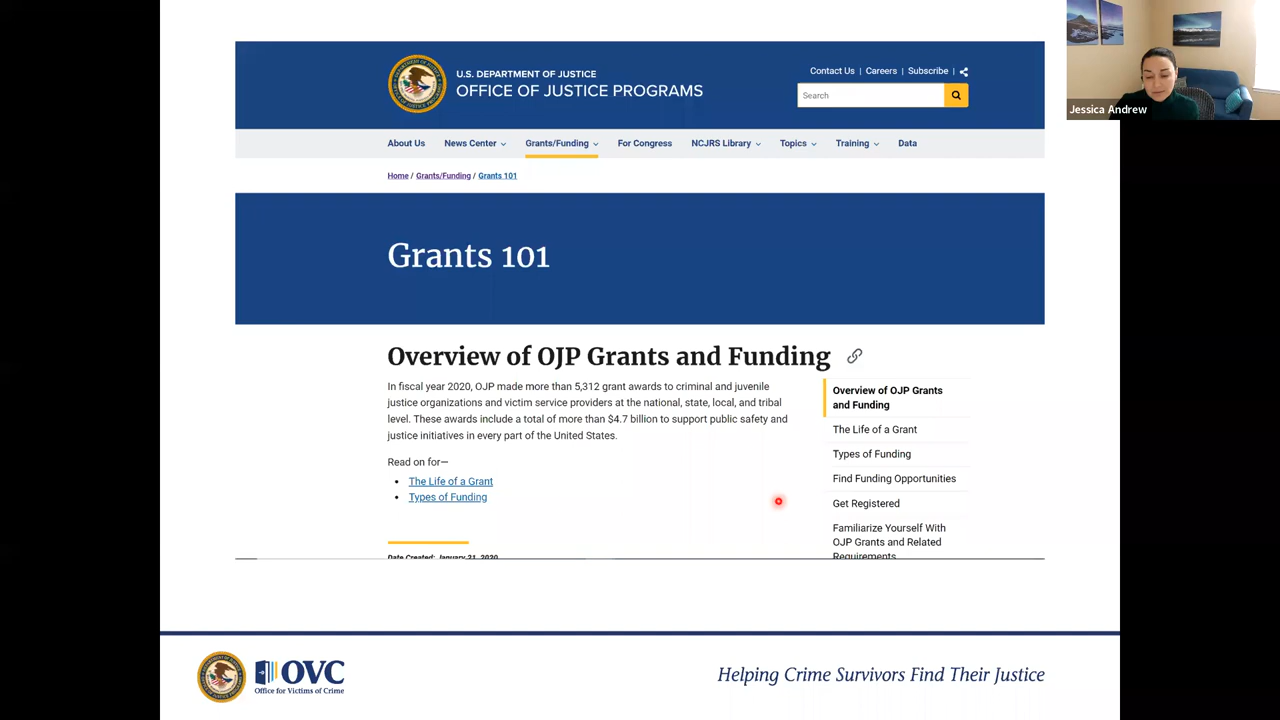 U.S. DEPARTMENT OF JUSTICE
OFFICE OF JUSTICE PROGRAMS
Contact Us | Careers | Subscribe |
Search
Jessica Andrew
About Us News Center Grants/Funding For Congress NCJRS Library Topics Training Data
Home / Grants/Funding / Grants 101
Grants 101
Overview of OJP Grants and Funding
In fiscal year 2020, OJP made more than 5,312 grant awards to criminal and juvenile
justice organizations and victim service providers at the national, state, local, and tribal
level. These awards include a total of more than $4.7 billion to support public safety and
justice initiatives in every part of the United States.
Read on for—
• The Life of a Grant
• Types of Funding
Date Created: January 21, 2020
Overview of OJP Grants
and Funding
The Life of a Grant
Types of Funding
Find Funding Opportunities
Get Registered
Familiarize Yourself With
OJP Grants and Related
Requirements
OVC
Office for Victims of Crime
Helping Crime Survivors Find Their Justice